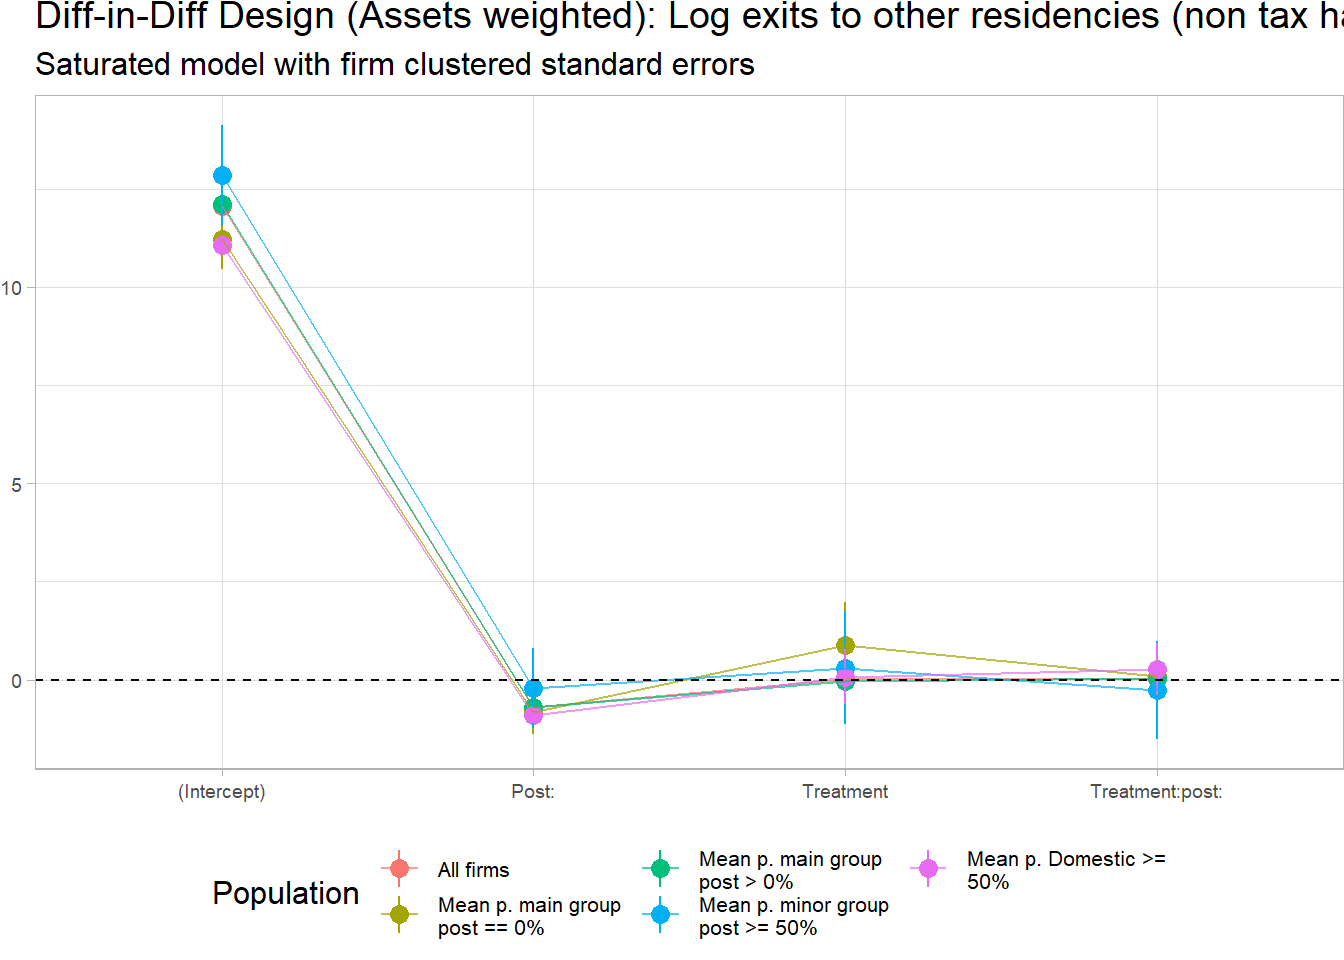 Diff-in-Diff Design (Assets weighted): Log exits to other residencies (non tax
Saturated model with firm clustered standard errors
10
5
0
(Intercept)
Post:
Treatment
Treatment:post:
Population
All firms
Mean p. main group
post == 0%
Mean p. main group
post > 0%
Mean p. minor group
post >= 50%
Mean p. Domestic >=
50%